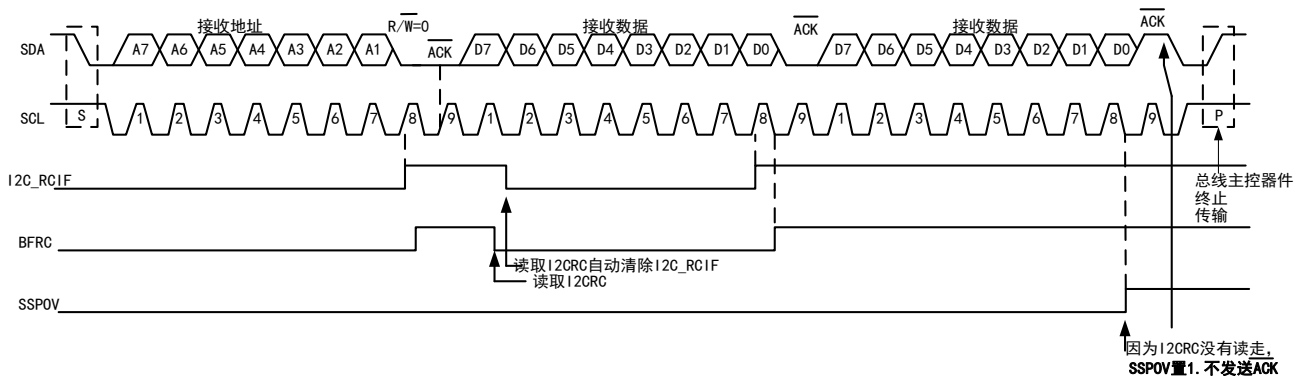 接收地址 R/W=0 接收数据 ACK 接收数据 ACK
SDA A7 A6 A5 A4 A3 A2 A1 ACK D7 D6 D5 D4 D3 D2 D1 D0 D7 D6 D5 D4 D3 D2 D1 D0
SCL S 1 2 3 4 5 6 7 8 9 1 2 3 4 5 6 7 8 9 1 2 3 4 5 6 7 8 9 P
I2C_RCIF
总线主控器件
终止
传输
BFRC
读取I2CRC自动清除I2C_RCIF
读取I2CRC
SSPOV
因为I2CRC没有读走,
SSPOV置1.不发送ACK